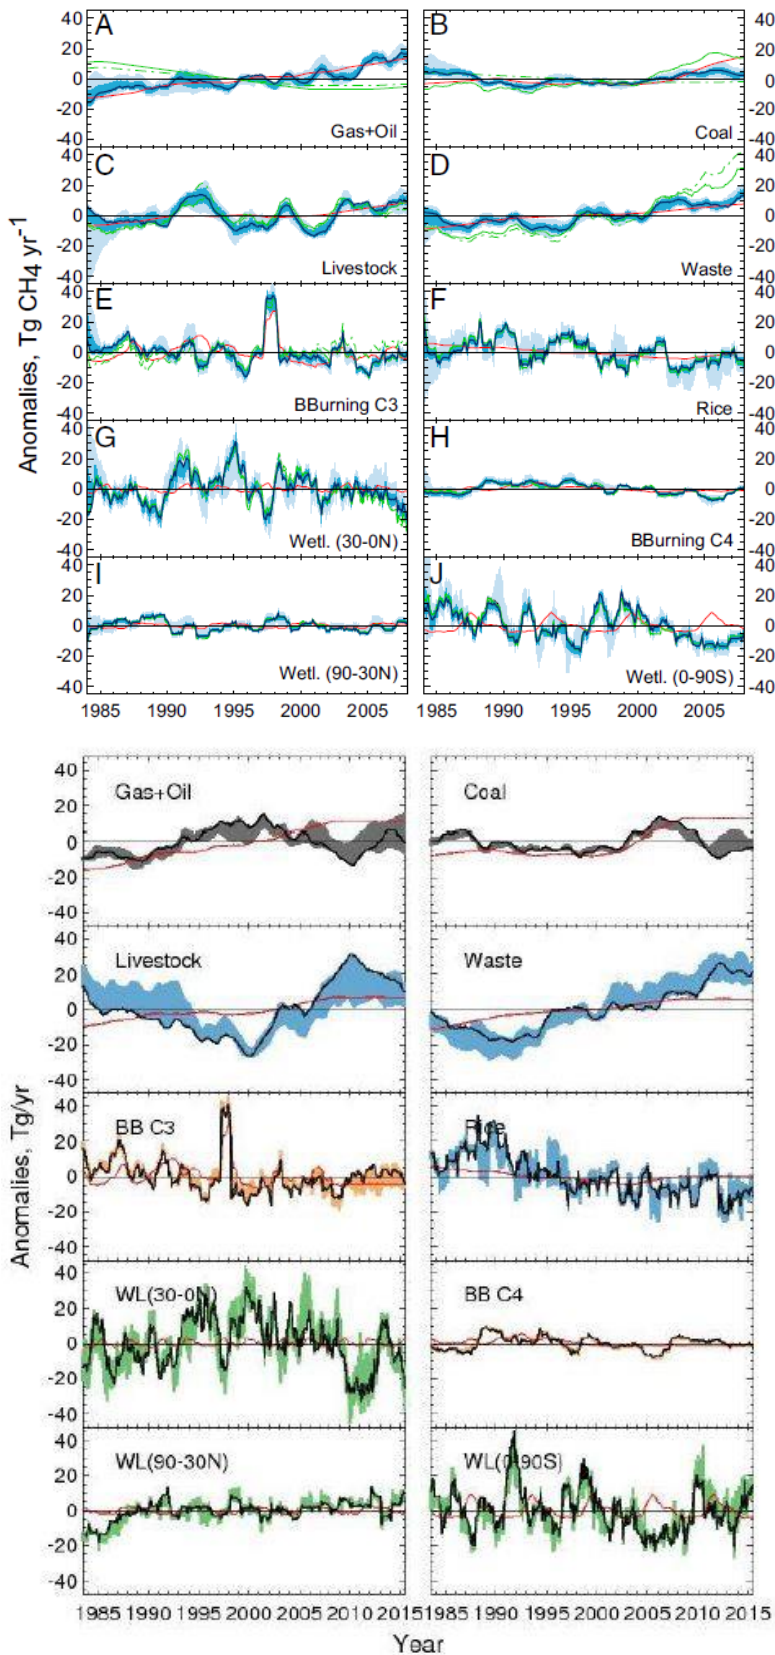 A B
40 40
20 20
0 0
-20 -20
-40 Gas+Oil Coal -40
C D
40 40
20 20
0 0
-20 -20
-40 Livestock Waste -40
E F
40 40
20 20
0 0
-20 -20
-40 BBurning C3 Rice -40
G H
40 40
20 20
0 0
-20 -20
-40 Wetl. (30-0N) BBurning C4 -40
I J
40 40
20 20
0 0
-20 -20
-40 Wetl. (90-30N) Wetl. (0-90S) -40
1985 1990 1995 2000 2005 1985 1990 1995 2000 2005
Anomalies, Tg CH4 yr-1
40 Gas+Oil Coal
20
0
-20
-40
40 Livestock Waste
20
0
-20
-40
40 BB C3 Rice
20
0
-20
-40
40 WL(30-0N) BB C4
20
0
-20
-40
40 WL(90-30N) WL(0-90S)
20
0
-20
-40
1985 1990 1995 2000 2005 2010 2015 1985 1990 1995 2000 2005 2010 2015
Anomalies, Tg/yr
Year